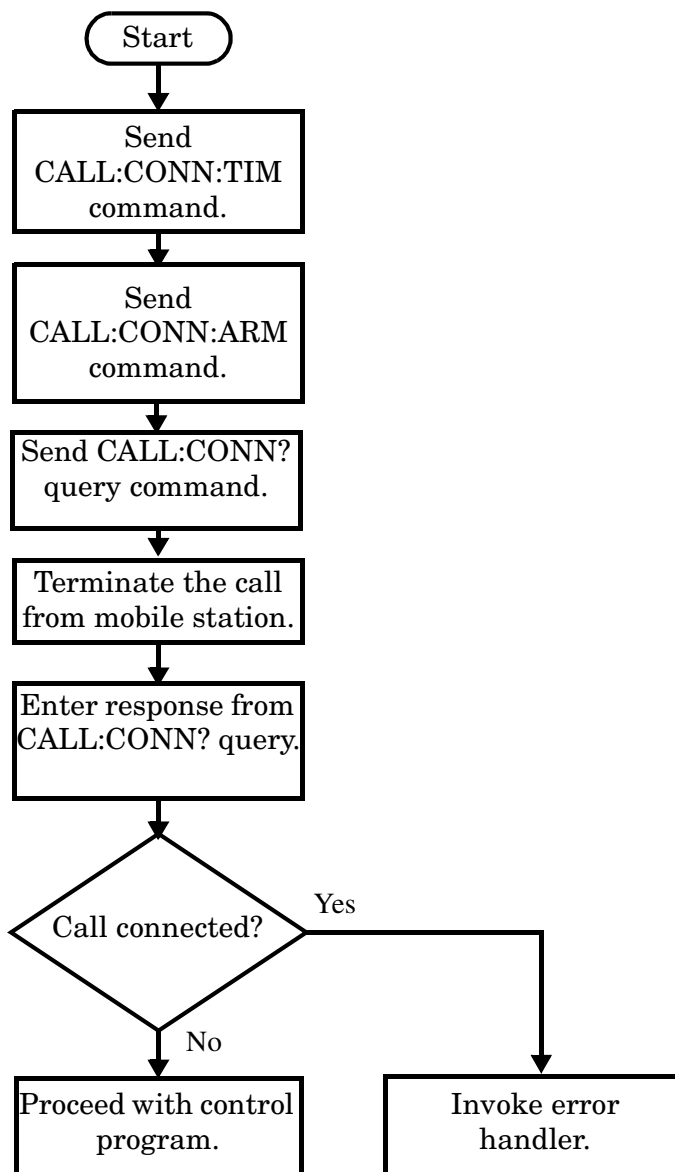 Start
Send
CALL:CONN:TIM
command.
Send
CALL:CONN:ARM
command.
Send CALL:CONN?
query command.
Terminate the call
from mobile station.
Enter response from
CALL:CONN? query.
Call connected?
Yes
No
Proceed with control
program.
Invoke error
handler.